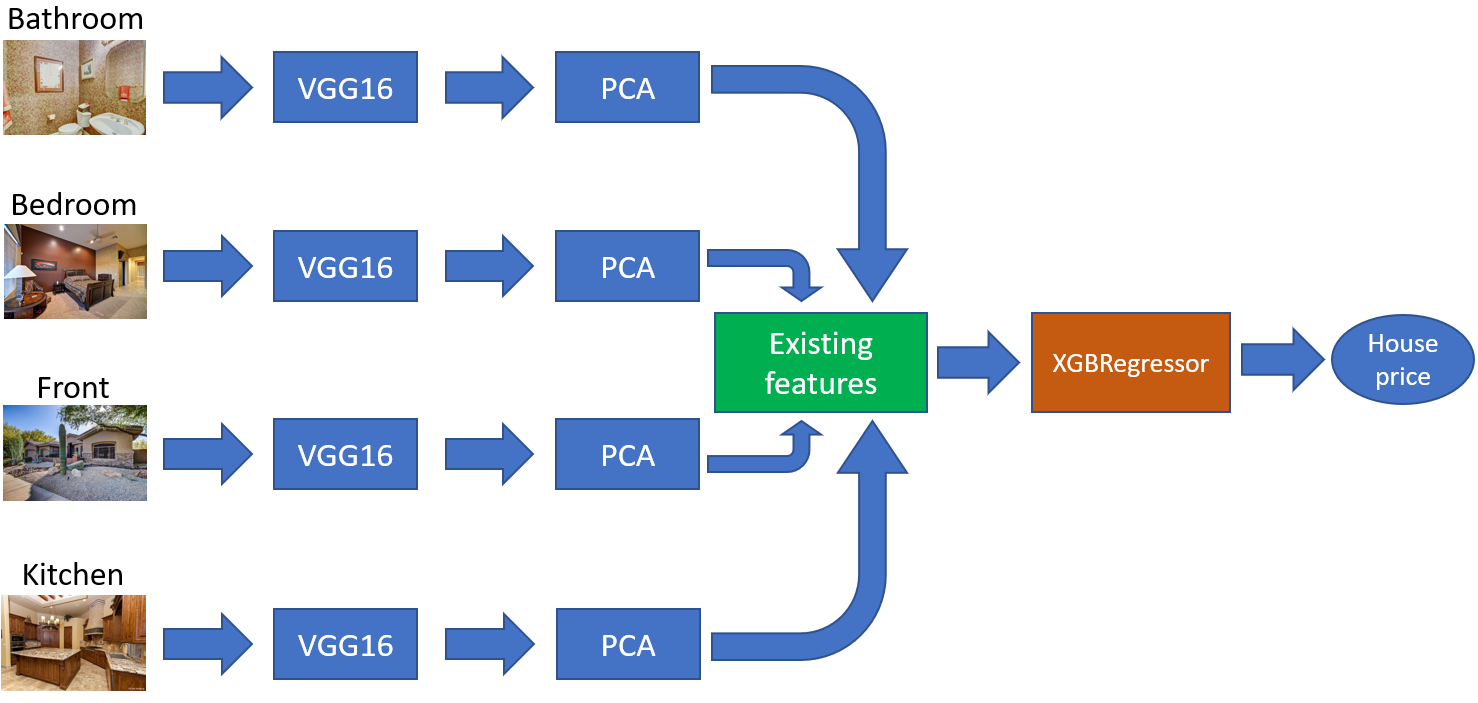 Bathroom
VGG16
PCA
Bedroom
VGG16
PCA
Existing
features
XGBRegressor
House
price
Front
VGG16
PCA
Kitchen
VGG16
PCA